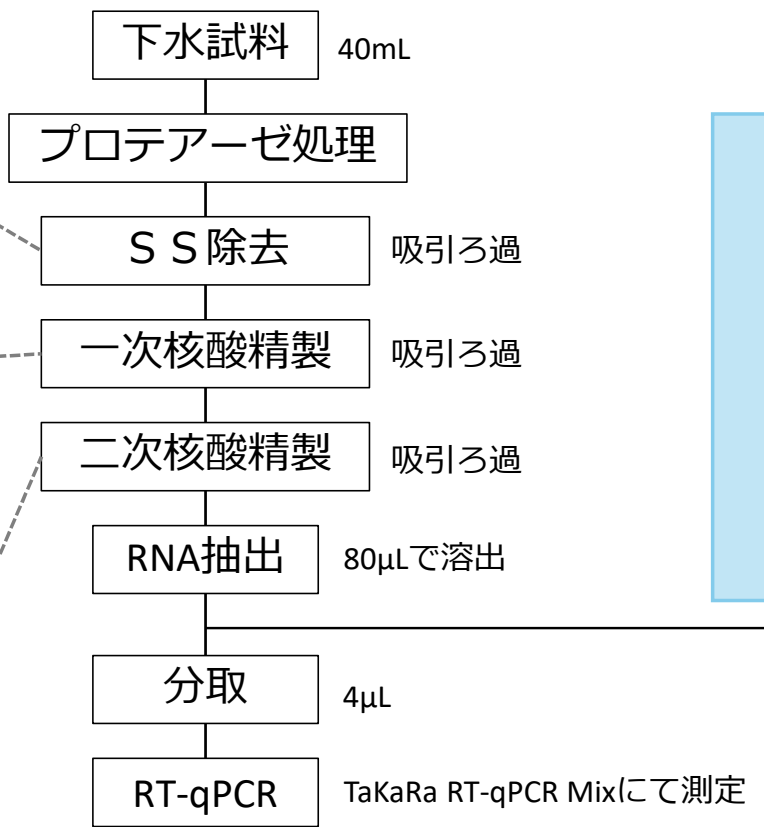 下水試料 40mL
プロテアーゼ処理
ＳＳ除去 吸引ろ過
一次核酸精製 吸引ろ過
二次核酸精製 吸引ろ過
RNA抽出 80μLで溶出
分取 4μL
RT-qPCR TaKaRa RT-qPCR Mixにて測定